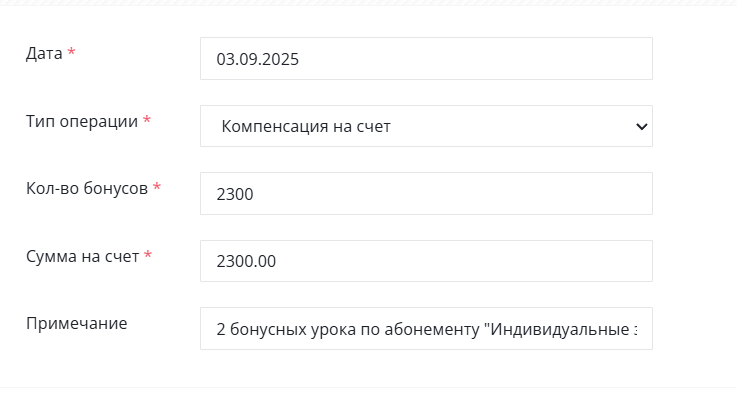 Дата *
03.09.2025
Тип операции *
Компенсация на счет
Кол-во бонусов *
2300
Сумма на счет *
2300.00
Примечание
2 бонусных урока по абонементу "Индивидуальные